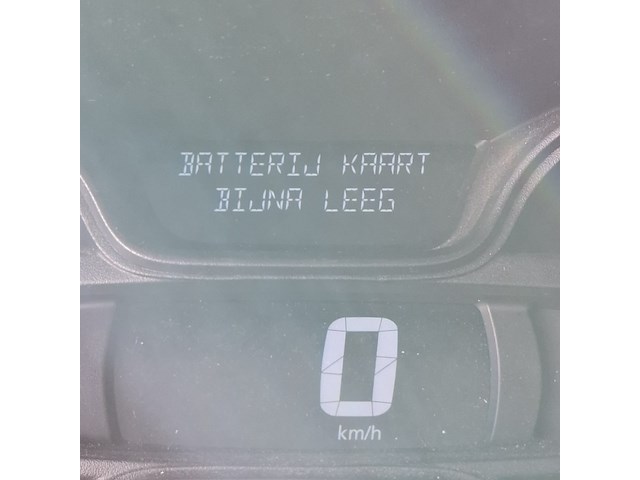 BATTERIJ KAART
BIJNA LEEG
0
km/h